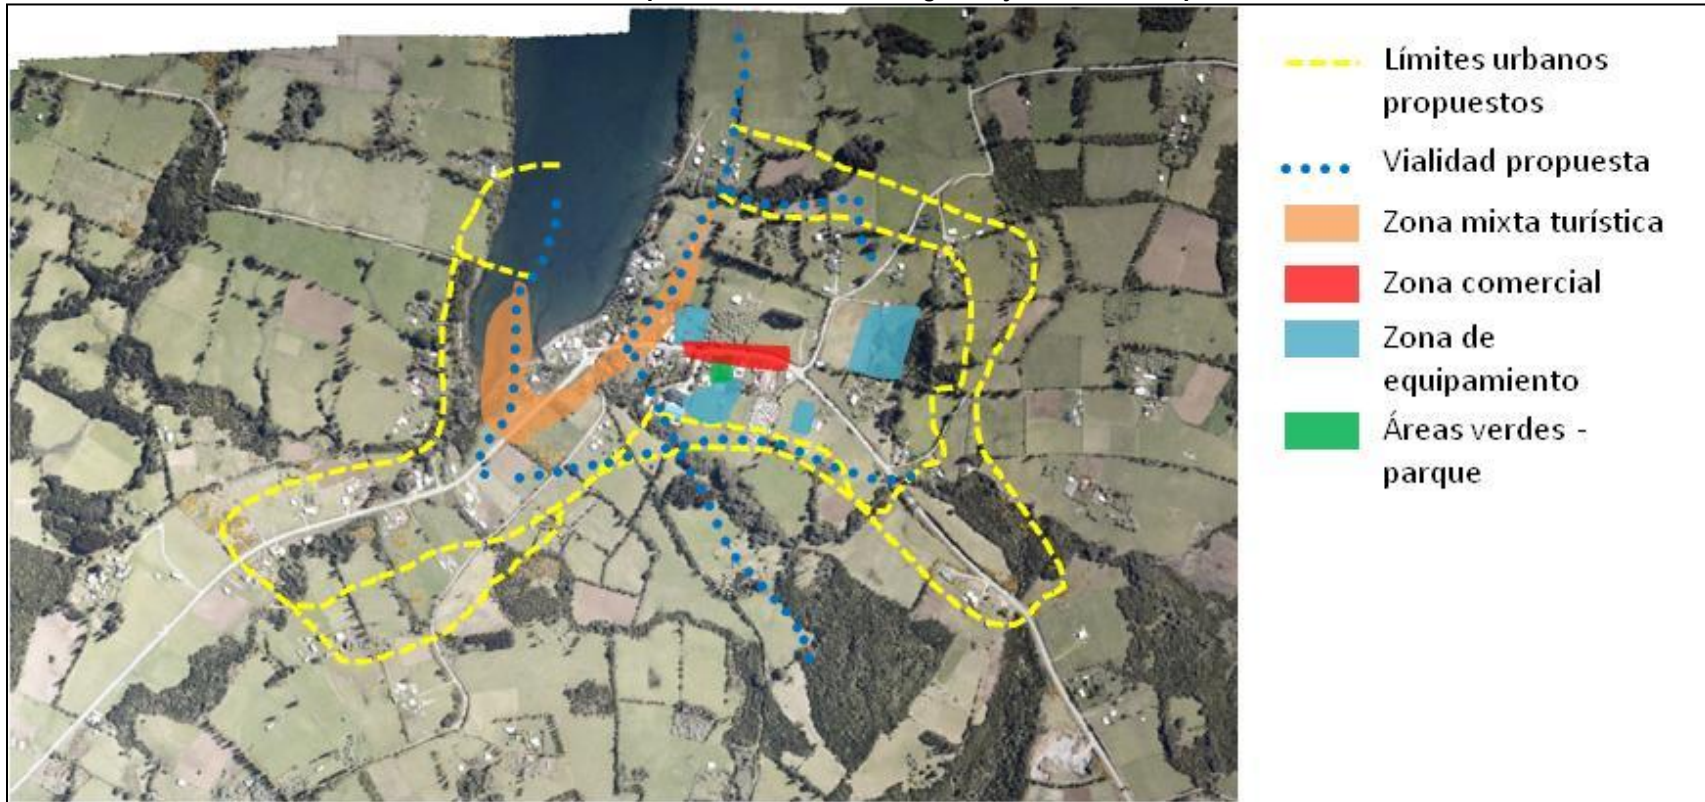 Límites urbanos
propuestos
Vialidad propuesta
Zona mixta turística
Zona comercial
Zona de
equipamiento
Áreas verdes -
parque